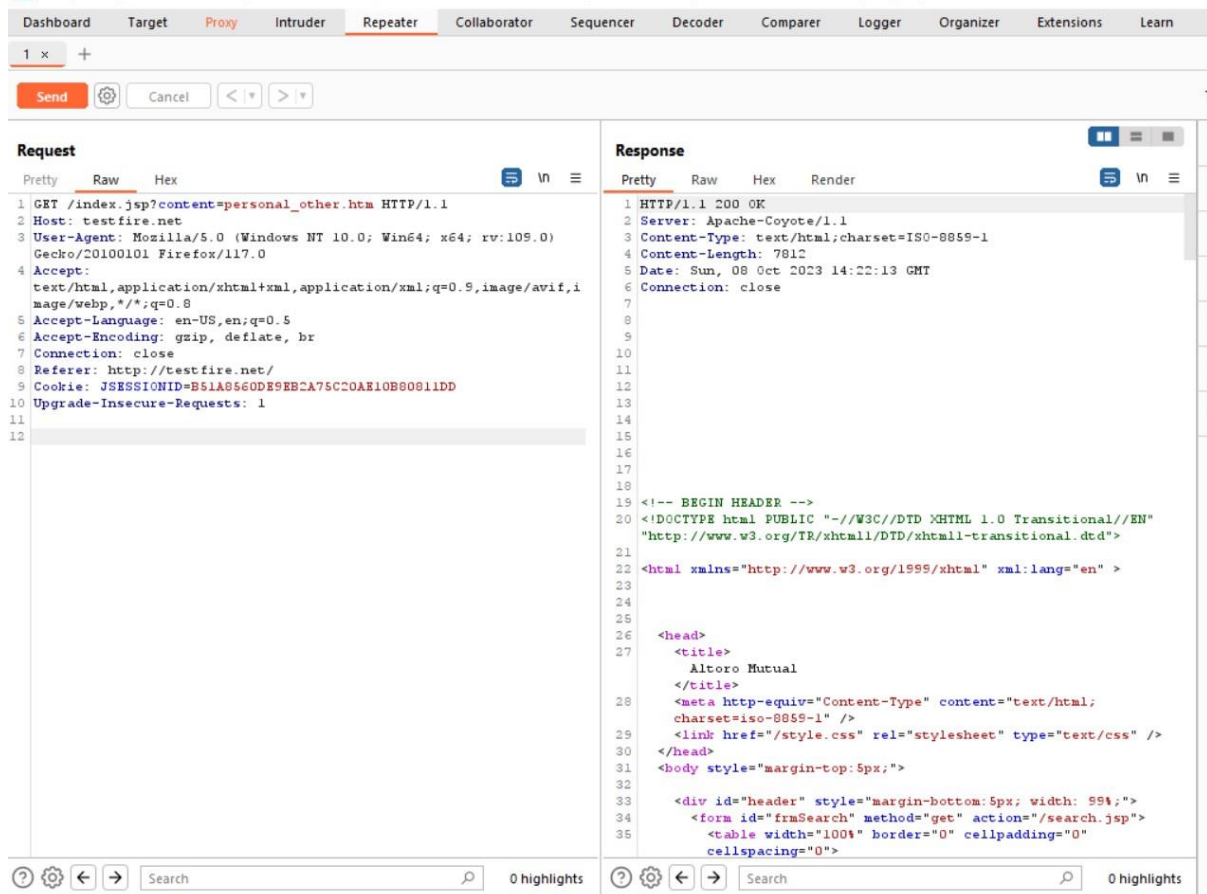 Dashboard Target Proxy Intruder Repeater Collaborator Sequencer Decoder Comparer Logger Organizer Extensions Learn
1 × +
Send Cancel < > 
Request
Pretty Raw Hex \n
1 GET /index.jsp?content=personal_other.htm HTTP/1.1
2 Host: testfire.net
3 User-Agent: Mozilla/5.0 (Windows NT 10.0; Win64; x64; rv:109.0)
Gecko/20100101 Firefox/117.0
4 Accept:
text/html,application/xhtml+xml,application/xml;q=0.9,image/avif,i
mage/webp,*/*;q=0.8
5 Accept-Language: en-US,en;q=0.5
6 Accept-Encoding: gzip, deflate, br
7 Connection: close
8 Referer: http://testfire.net/
9 Cookie: JSESSIONID=B51A8560DE9EB2A75C20AE10B80811DD
10 Upgrade-Insecure-Requests: 1
11
12
Search 0 highlights
Response
Pretty Raw Hex Render \n
1 HTTP/1.1 200 OK
2 Server: Apache-Coyote/1.1
3 Content-Type: text/html;charset=ISO-8859-1
4 Content-Length: 7812
5 Date: Sun, 08 Oct 2023 14:22:13 GMT
6 Connection: close
7
8
9
10
11
12
13
14
15
16
17
18
19 <!-- BEGIN HEADER -->
20 <!DOCTYPE html PUBLIC "-//W3C//DTD XHTML 1.0 Transitional//EN"
"http://www.w3.org/TR/xhtml1/DTD/xhtml1-transitional.dtd">
21
22 <html xmlns="http://www.w3.org/1999/xhtml" xml:lang="en" >
23
24
25
26 <head>
27 <title>
Altoro Mutual
</title>
28 <meta http-equiv="Content-Type" content="text/html;
charset=iso-8859-1" />
29 <link href="/style.css" rel="stylesheet" type="text/css" />
30 </head>
31 <body style="margin-top:5px;">
32
33 <div id="header" style="margin-bottom:5px; width: 99%;">
34 <form id="frmSearch" method="get" action="/search.jsp">
35 <table width="100%" border="0" cellpadding="0"
cellspacing="0">
Search 0 highlights